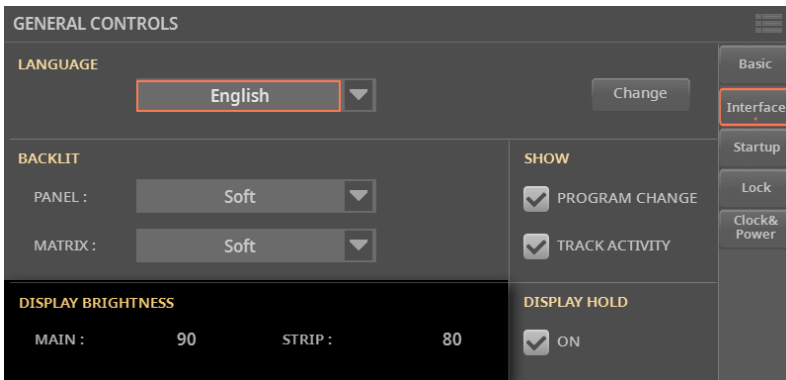 GENERAL CONTROLS
LANGUAGE
English
Change
BACKLIT
PANEL :
Soft
MATRIX :
Soft
SHOW
PROGRAM CHANGE
TRACK ACTIVITY
DISPLAY BRIGHTNESS
MAIN : 90 STRIP : 80
DISPLAY HOLD
ON
Basic
Interface
Startup
Lock
Clock&
Power